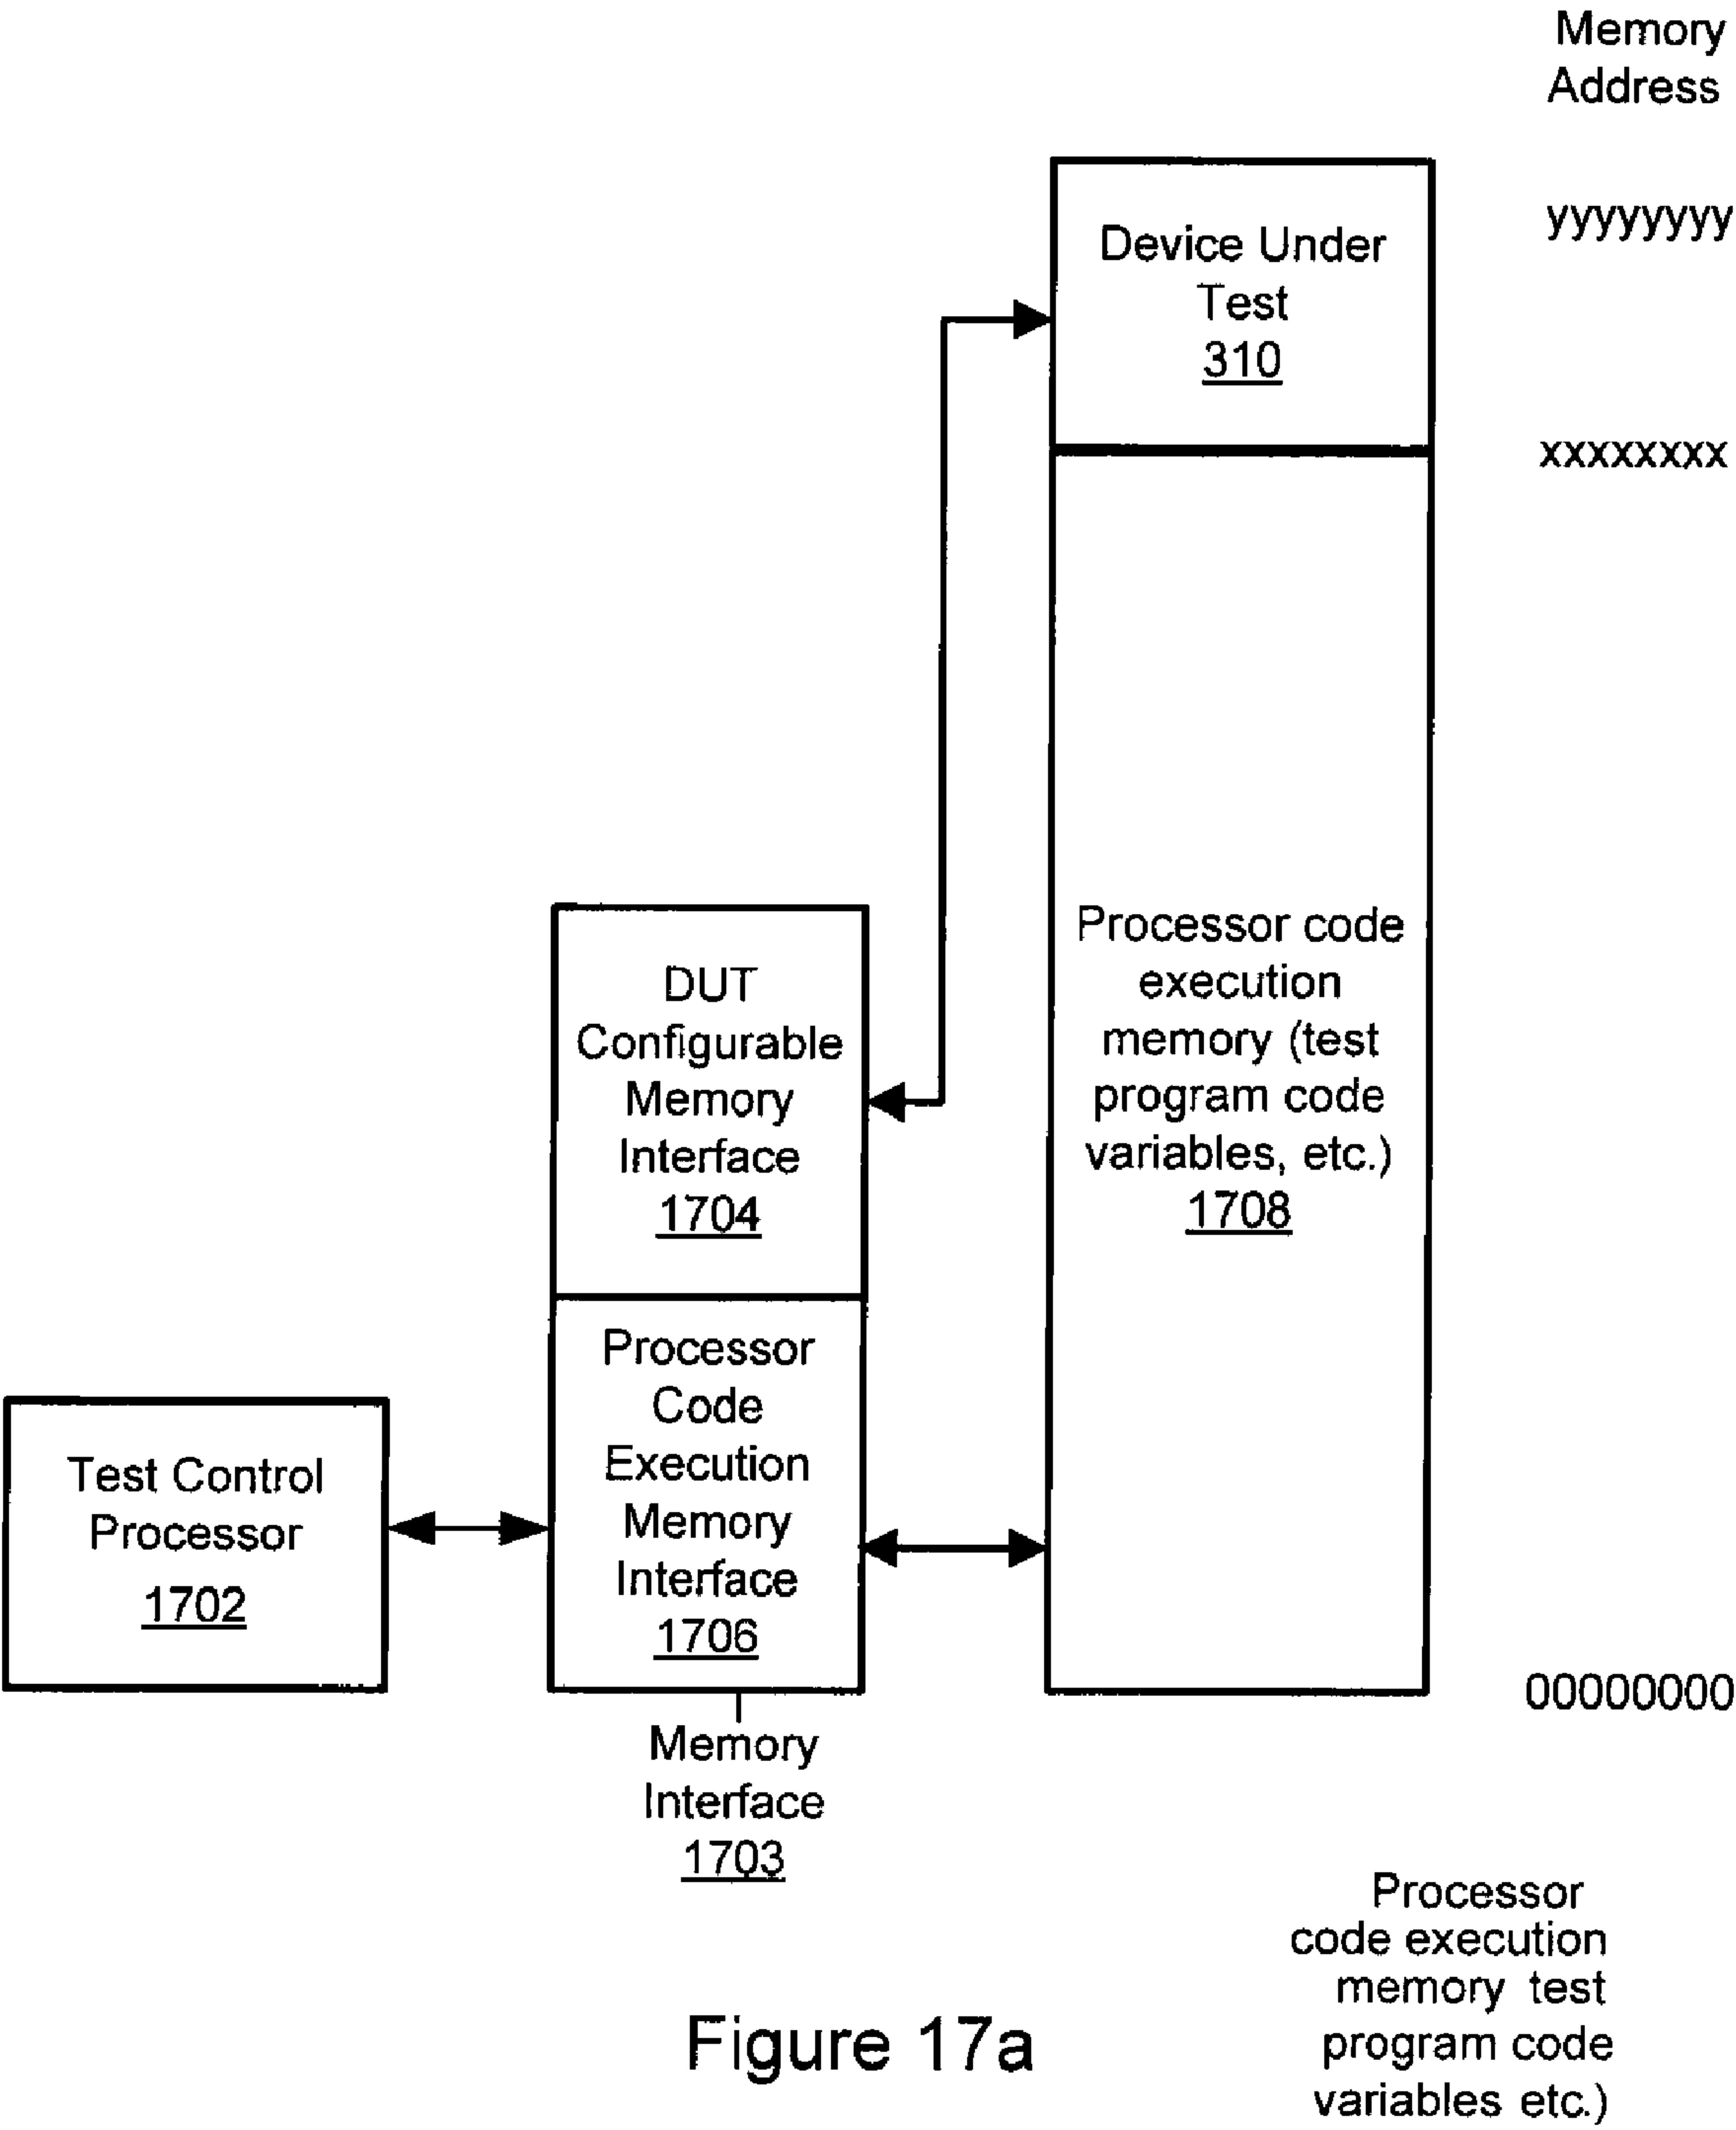 Memory
Address
Device Under
Test
310
yyyyyyyy
xxxxxxxx
DUT
Configurable
Memory
Interface
1704
Processor code
execution
memory (test
program code
variables, etc.)
1708
Processor
Code
Execution
Memory
Interface
1706
Test Control
Processor
1702
00000000
Memory
Interface
1703
Processor
code execution
memory test
program code
variables etc.)
Figure 17a